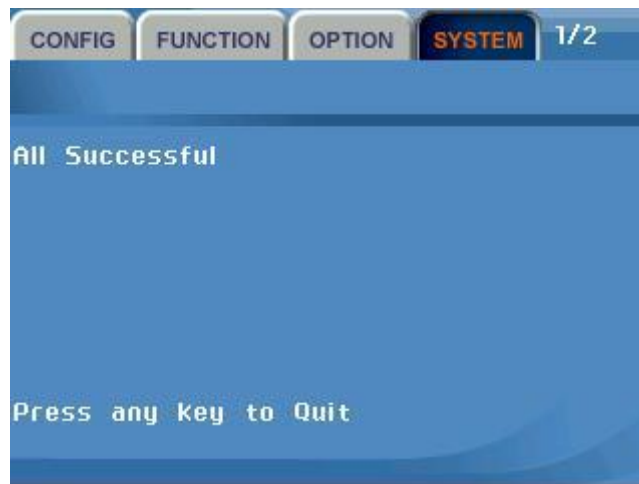 CONFIG FUNCTION OPTION SYSTEM 1/2
All Successful
Press any key to Quit